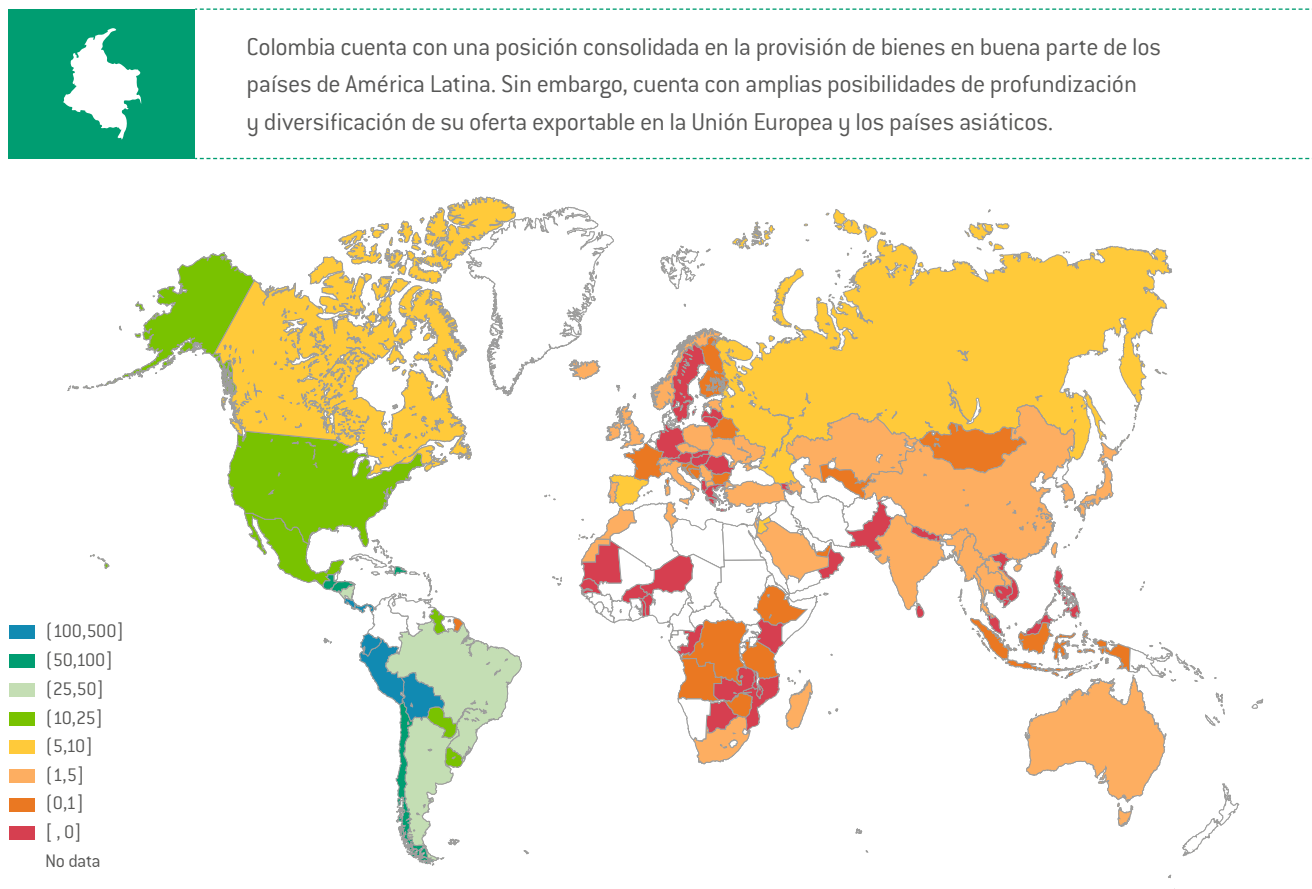 Colombia cuenta con una posición consolidada en la provisión de bienes en buena parte de los
países de América Latina. Sin embargo, cuenta con amplias posibilidades de profundización
y diversificación de su oferta exportable en la Unión Europea y los países asiáticos.
(100,500]
(50,100]
(25,50]
(10,25]
(5,10]
(1,5]
(0,1]
[ , 0]
No data